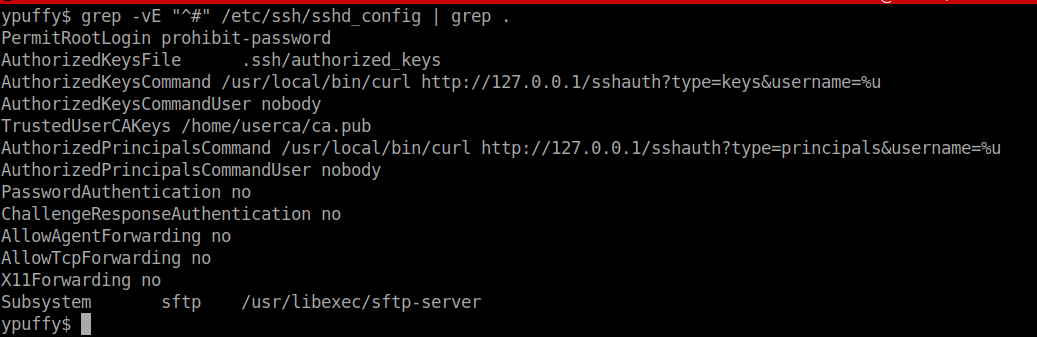 ypuffy$ grep -vE "^#" /etc/ssh/sshd_config | grep .
PermitRootLogin prohibit-password
AuthorizedKeysFile      .ssh/authorized_keys
AuthorizedKeysCommand /usr/local/bin/curl http://127.0.0.1/sshauth?type=keys&username=%u
AuthorizedKeysCommandUser nobody
TrustedUserCAKeys /home/userca/ca.pub
AuthorizedPrincipalsCommand /usr/local/bin/curl http://127.0.0.1/sshauth?type=principals&username=%u
AuthorizedPrincipalsCommandUser nobody
PasswordAuthentication no
ChallengeResponseAuthentication no
AllowAgentForwarding no
AllowTcpForwarding no
X11Forwarding no
Subsystem       sftp    /usr/libexec/sftp-server
ypuffy$